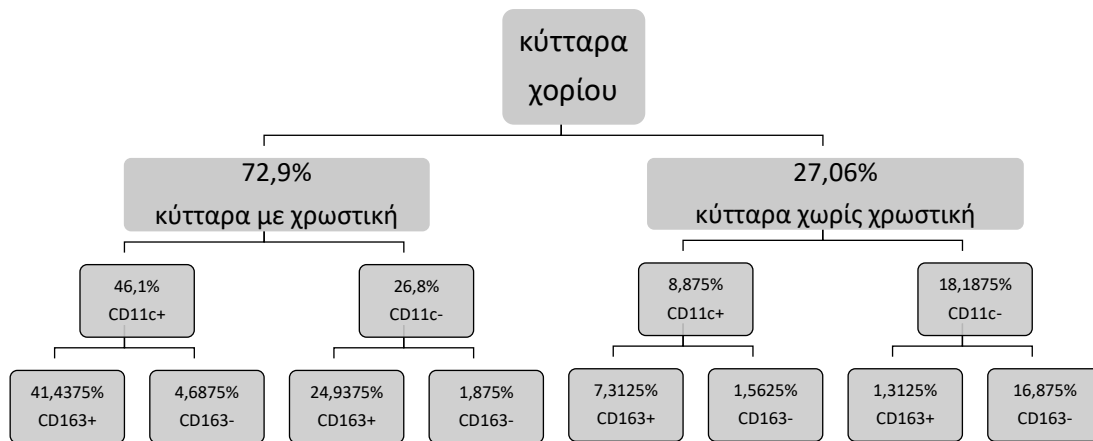 κύτταρα
χορίου
72,9%
κύτταρα με χρωστική
27,06%
κύτταρα χωρίς χρωστική
46,1%
CD11c+
26,8%
CD11c-
8,875%
CD11c+
18,1875%
CD11c-
41,4375%
CD163+
4,6875%
CD163-
24,9375%
CD163+
1,875%
CD163-
7,3125%
CD163+
1,5625%
CD163-
1,3125%
CD163+
16,875%
CD163-